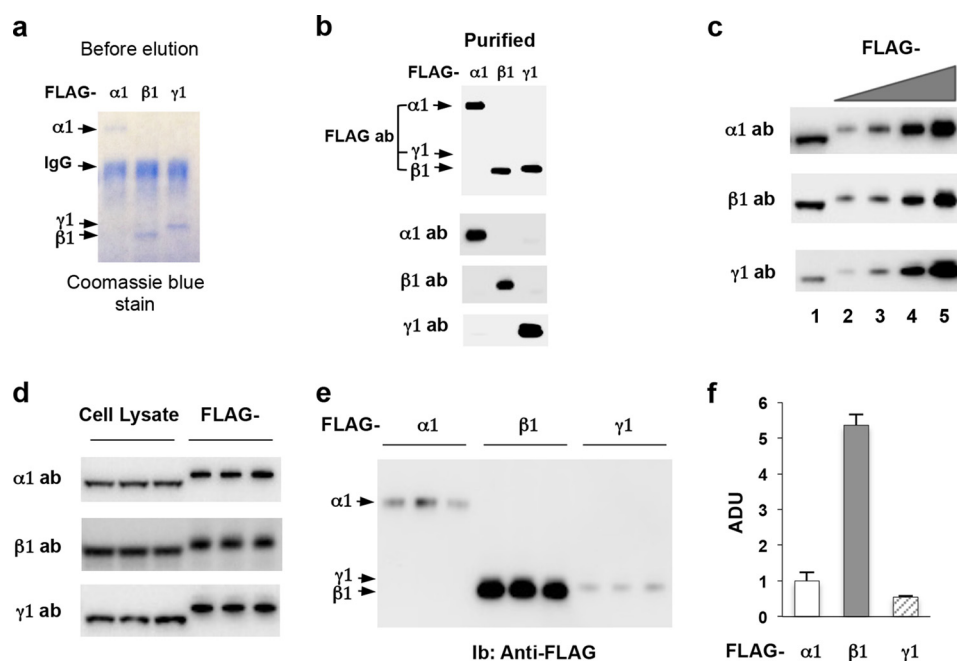 a
Before elution
FLAG- α1 β1 γ1
α1
IgG
γ1
β1
Coomassie blue
stain
b
Purified
FLAG- α1 β1 γ1
α1
FLAG ab
γ1
β1
α1 ab
β1 ab
γ1 ab
c
FLAG-
α1 ab
β1 ab
γ1 ab
1 2 3 4 5
d
Cell Lysate FLAG-
α1 ab
β1 ab
γ1 ab
e
FLAG- α1 β1 γ1
α1
γ1
β1
Ib: Anti-FLAG
f
6
5
4
3
2
1
0
ADU
FLAG- α1 β1 γ1